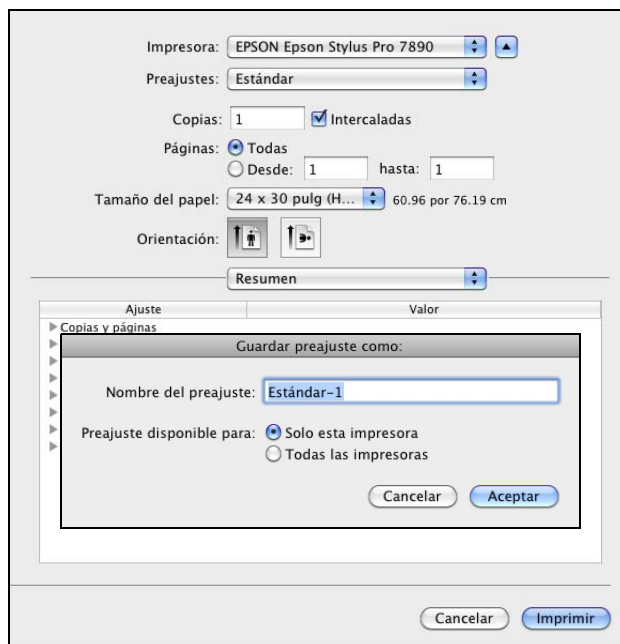 Impresora: EPSON Epson Stylus Pro 7890
Preajustes: Estándar
Copias: 1 Intercaladas
Páginas: Todas
Desde: 1 hasta: 1
Tamaño del papel: 24 x 30 pulg (H... 60.96 por 76.19 cm
Orientación:
Resumen
Ajuste Valor
Copias y páginas
Guardar preajuste como:
Nombre del preajuste: Estándar-1
Preajuste disponible para: Solo esta impresora
Todas las impresoras
Cancelar Aceptar
Cancelar Imprimir